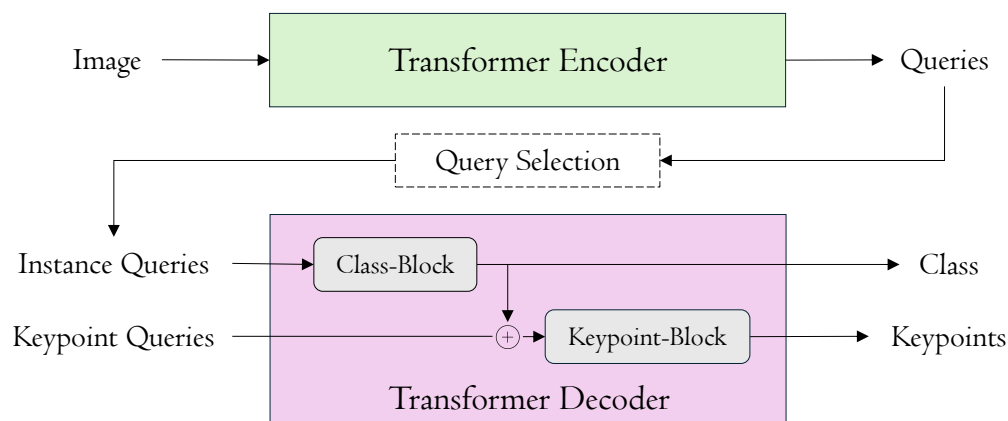 Image
Transformer Encoder
Queries
Query Selection
Instance Queries
Class-Block
Class
Keypoint Queries
+
Keypoint-Block
Keypoints
Transformer Decoder